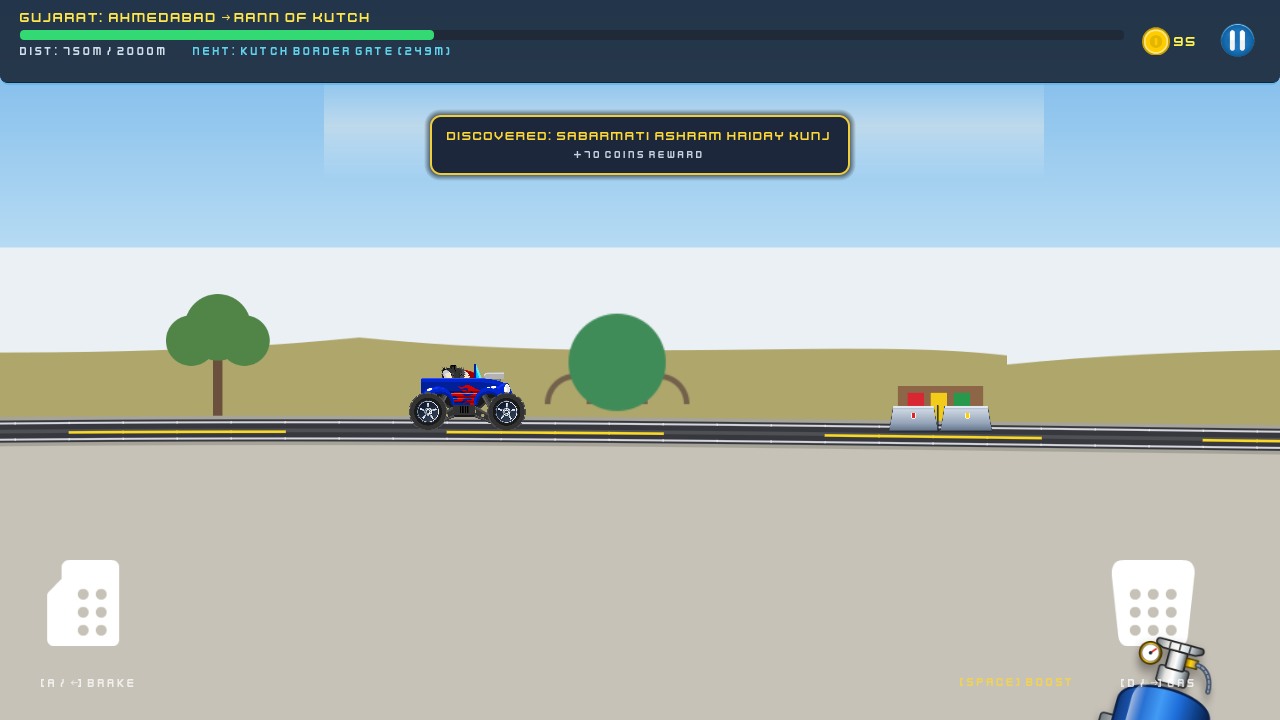 GUJARAT: AHMEDABAD → RANN OF KUTCH
DIST: 750M / 2000M
NEXT: KUTCH BORDER GATE (249M)
95
DISCOVERED: SABARMATI ASHRAM HRIDAY KUNJ
+70 COINS REWARD
[A / ←] BRAKE
[SPACE] BOOST
[D / →] GAS